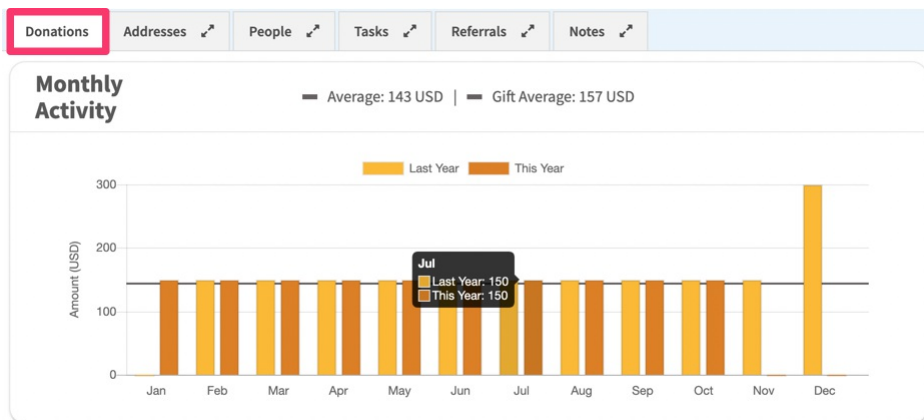 Donations Addresses People Tasks Referrals Notes
Monthly
Activity
Average: 143 USD | Gift Average: 157 USD
Last Year This Year
Amount (USD)
300
200
100
0
Jul
Last Year: 150
This Year: 150
Jan Feb Mar Apr May Jun Jul Aug Sep Oct Nov Dec